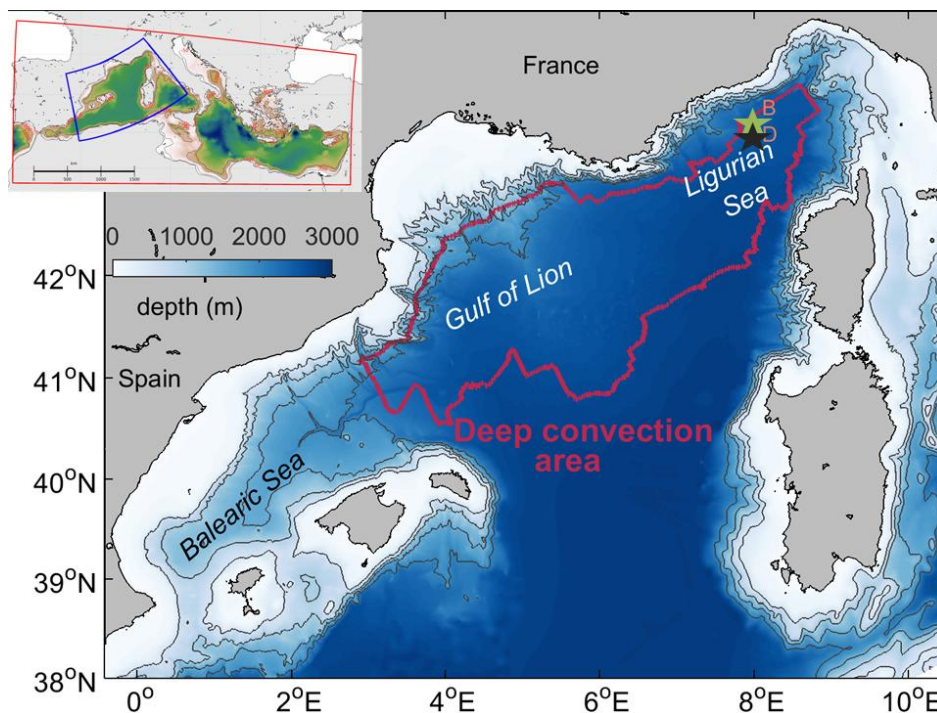 France
B
D
Ligurian
Sea
0 1000 2000 3000
depth (m)
Gulf of Lion
Spain
Deep convection
area
Balearic Sea
42°N
41°N
40°N
39°N
38°N
0° 2°E 4°E 6°E 8°E 10°E